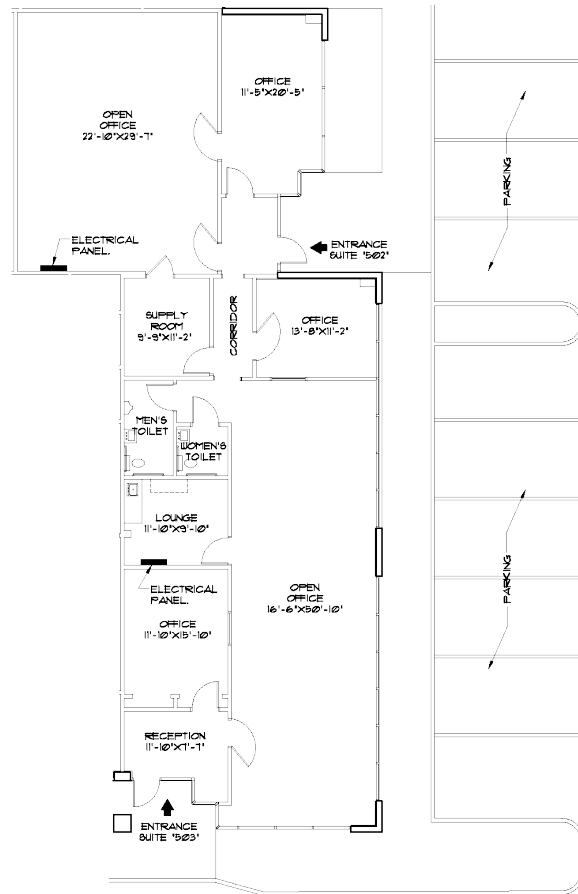 OFFICE
11'-5"X20'-5"
OPEN
OFFICE
22'-10"X29'-7"
PARKING
ELECTRICAL
PANEL.
ENTRANCE
SUITE "502"
SUPPLY
ROOM
9'-9"X11'-2"
CORRIDOR
OFFICE
13'-8"X11'-2"
MEN'S
TOILET
WOMEN'S
TOILET
LOUNGE
11'-10"X9'-10"
ELECTRICAL
PANEL.
OFFICE
11'-10"X15'-10"
OPEN
OFFICE
16'-6"X50'-10"
PARKING
RECEPTION
11'-10"X7'-7"
ENTRANCE
SUITE "503"